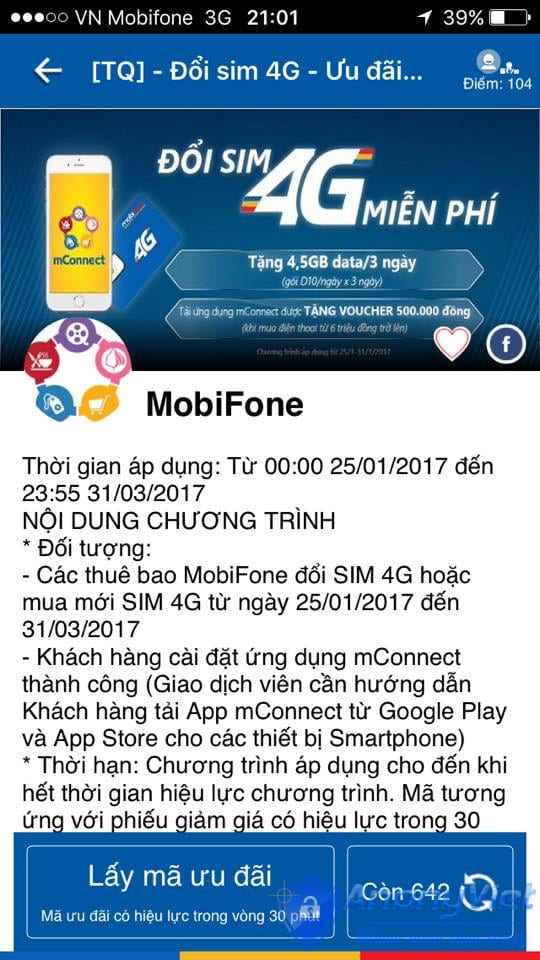 VN Mobifone 3G 21:01 39%
[TQ] - Đổi sim 4G - Ưu đãi...
Điểm: 104
ĐỔI SIM 4G MIỄN PHÍ
mConnect
mobi
4G
Tặng 4,5GB data/3 ngày
(gói D10/ngày x 3 ngày)
Tải ứng dụng mConnect được TẶNG VOUCHER 500.000 đồng
(khi mua điện thoại từ 6 triệu đồng trở lên)
Chương trình áp dụng từ 25/1-31/3/2017
f
MobiFone
Thời gian áp dụng: Từ 00:00 25/01/2017 đến
23:55 31/03/2017
NỘI DUNG CHƯƠNG TRÌNH
* Đối tượng:
- Các thuê bao MobiFone đổi SIM 4G hoặc
mua mới SIM 4G từ ngày 25/01/2017 đến
31/03/2017
- Khách hàng cài đặt ứng dụng mConnect
thành công (Giao dịch viên cần hướng dẫn
Khách hàng tải App mConnect từ Google Play
và App Store cho các thiết bị Smartphone)
* Thời hạn: Chương trình áp dụng cho đến khi
hết thời gian hiệu lực chương trình. Mã tương
ứng với phiếu giảm giá có hiệu lực trong 30
Lấy mã ưu đãi
Mã ưu đãi có hiệu lực trong vòng 30 phút
Còn 642
AnonyViet